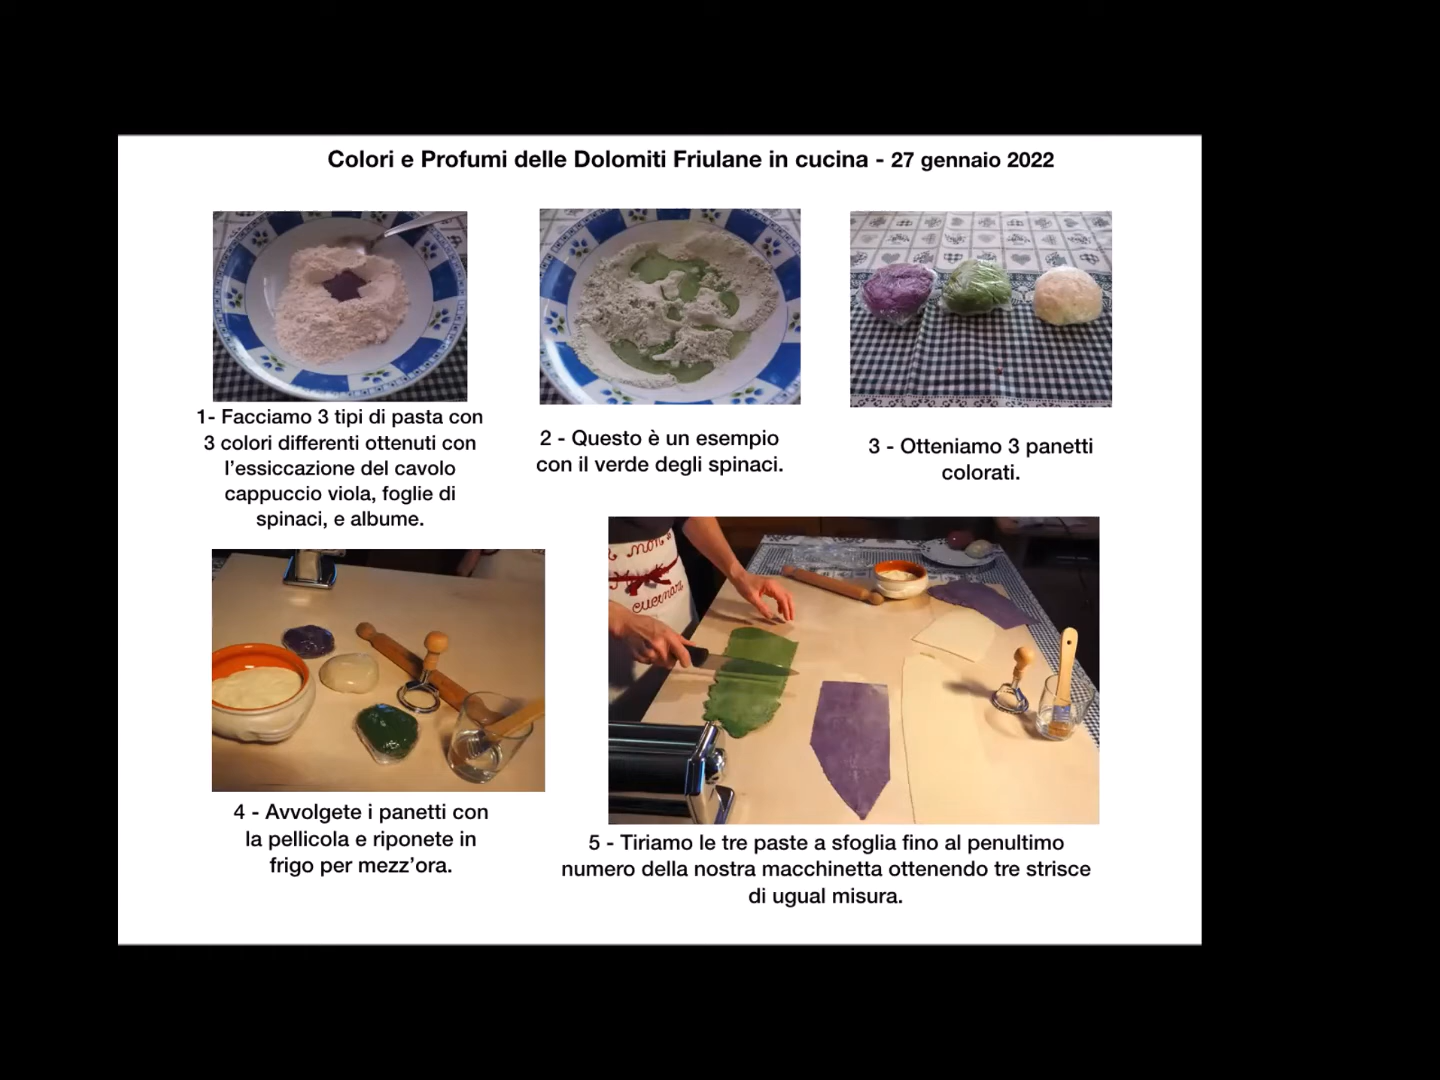 Colori e Profumi delle Dolomiti Friulane in cucina - 27 gennaio 2022
1- Facciamo 3 tipi di pasta con
3 colori differenti ottenuti con
l’essiccazione del cavolo
cappuccio viola, foglie di
spinaci, e albume.
2 - Questo è un esempio
con il verde degli spinaci.
3 - Otteniamo 3 panetti
colorati.
4 - Avvolgete i panetti con
la pellicola e riponete in
frigo per mezz’ora.
non
cucinare
5 - Tiriamo le tre paste a sfoglia fino al penultimo
numero della nostra macchinetta ottenendo tre strisce
di ugual misura.